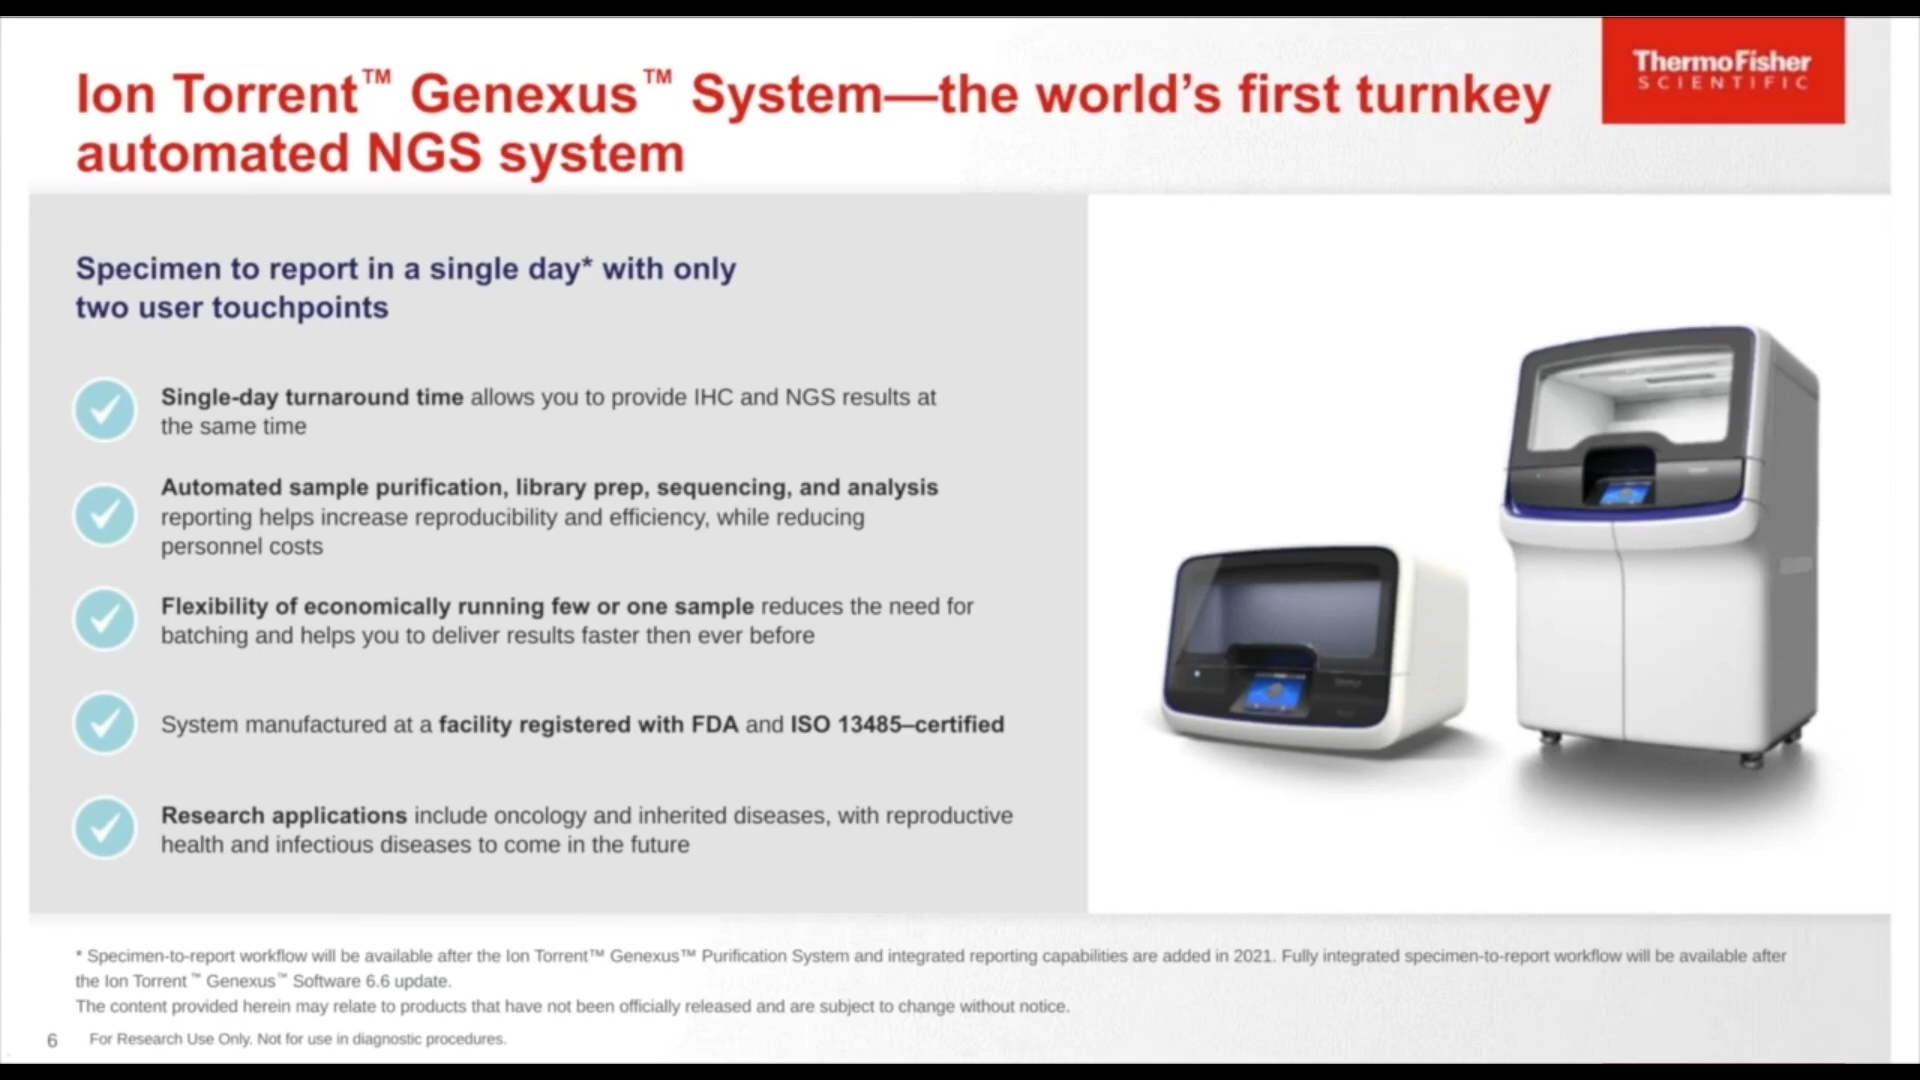 Ion Torrent™ Genexus™ System—the world's first turnkey
automated NGS system
ThermoFisher
SCIENTIFIC
Specimen to report in a single day* with only
two user touchpoints
Single-day turnaround time allows you to provide IHC and NGS results at
the same time
Automated sample purification, library prep, sequencing, and analysis
reporting helps increase reproducibility and efficiency, while reducing
personnel costs
Flexibility of economically running few or one sample reduces the need for
batching and helps you to deliver results faster then ever before
System manufactured at a facility registered with FDA and ISO 13485–certified
Research applications include oncology and inherited diseases, with reproductive
health and infectious diseases to come in the future
* Specimen-to-report workflow will be available after the Ion Torrent™ Genexus™ Purification System and integrated reporting capabilities are added in 2021. Fully integrated specimen-to-report workflow will be available after
the Ion Torrent™ Genexus™ Software 6.6 update.
The content provided herein may relate to products that have not been officially released and are subject to change without notice.
6 For Research Use Only. Not for use in diagnostic procedures.